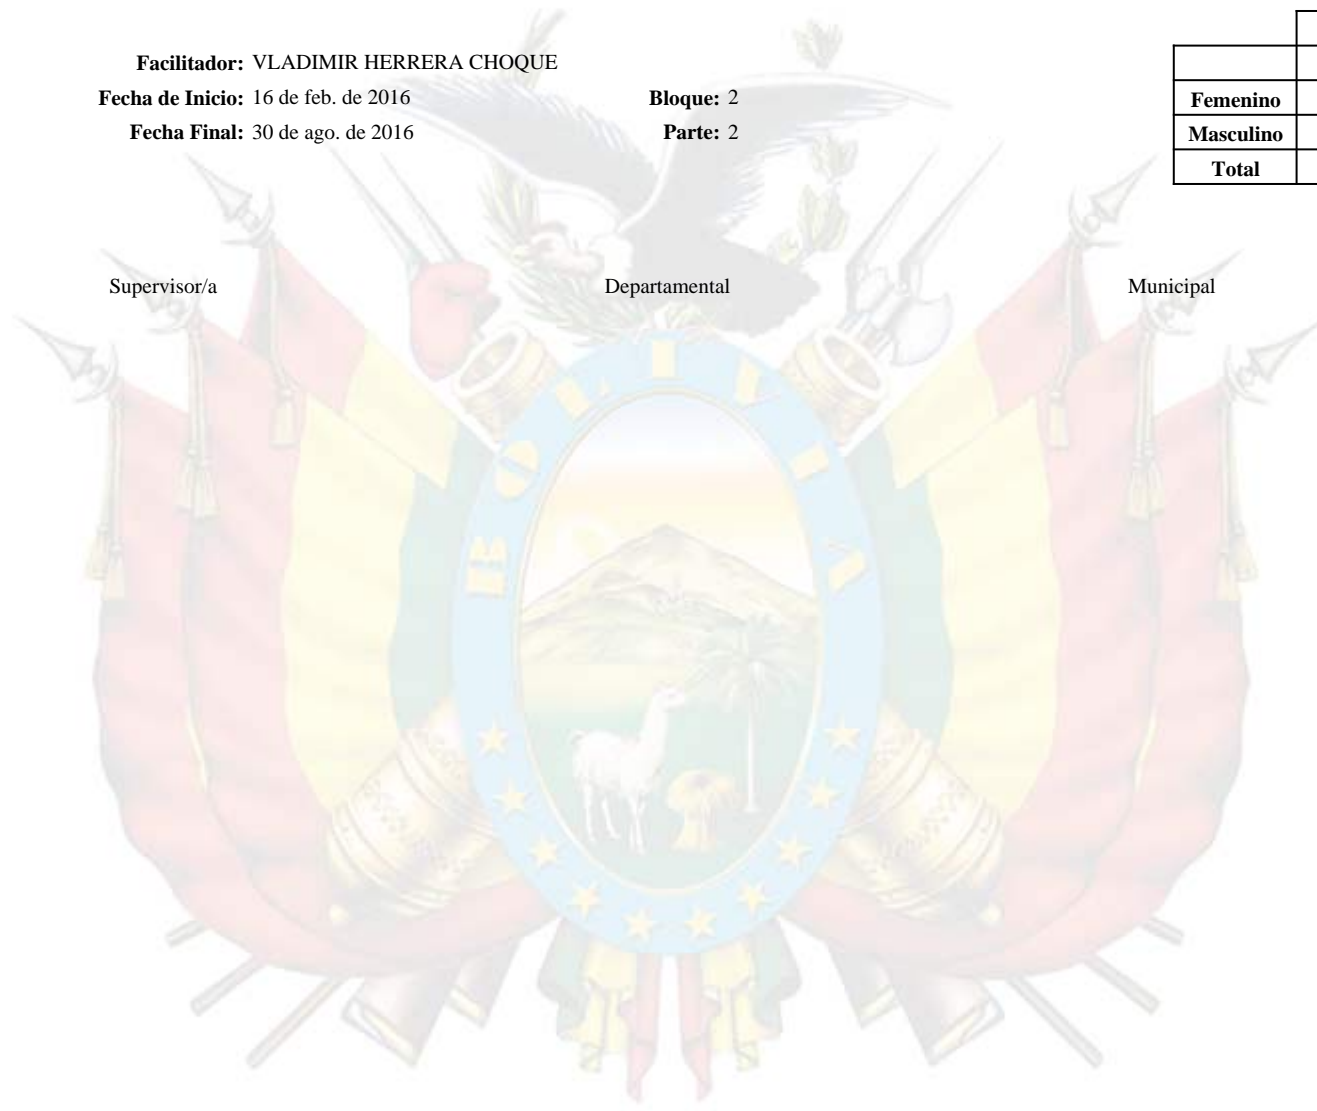 Facilitador: VLADIMIR HERRERA CHOQUE
Fecha de Inicio: 16 de feb. de 2016 Bloque: 2
Femenino
Fecha Final: 30 de ago. de 2016 Parte: 2
Masculino
Total
Supervisor/a Departamental Municipal
BOLIVIA